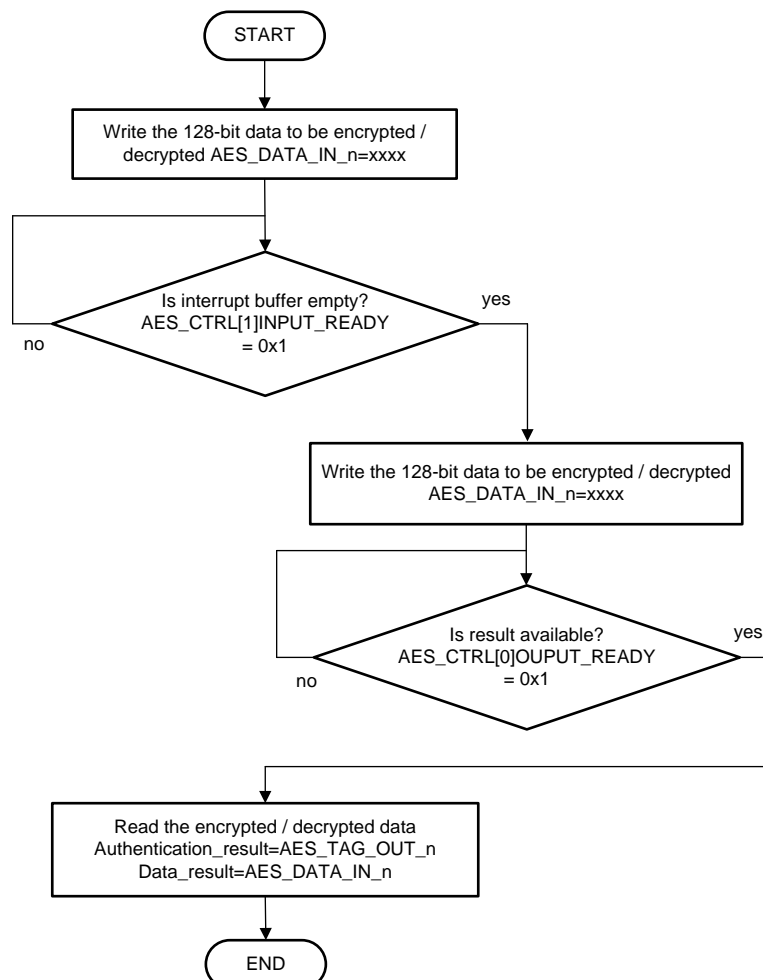 START
Write the 128-bit data to be encrypted /
decrypted AES_DATA_IN_n=xxxx
Is interrupt buffer empty?
AES_CTRL[1]INPUT_READY
= 0x1
yes
no
Write the 128-bit data to be encrypted / decrypted
AES_DATA_IN_n=xxxx
Is result available?
AES_CTRL[0]OUPUT_READY
= 0x1
yes
no
Read the encrypted / decrypted data
Authentication_result=AES_TAG_OUT_n
Data_result=AES_DATA_IN_n
END